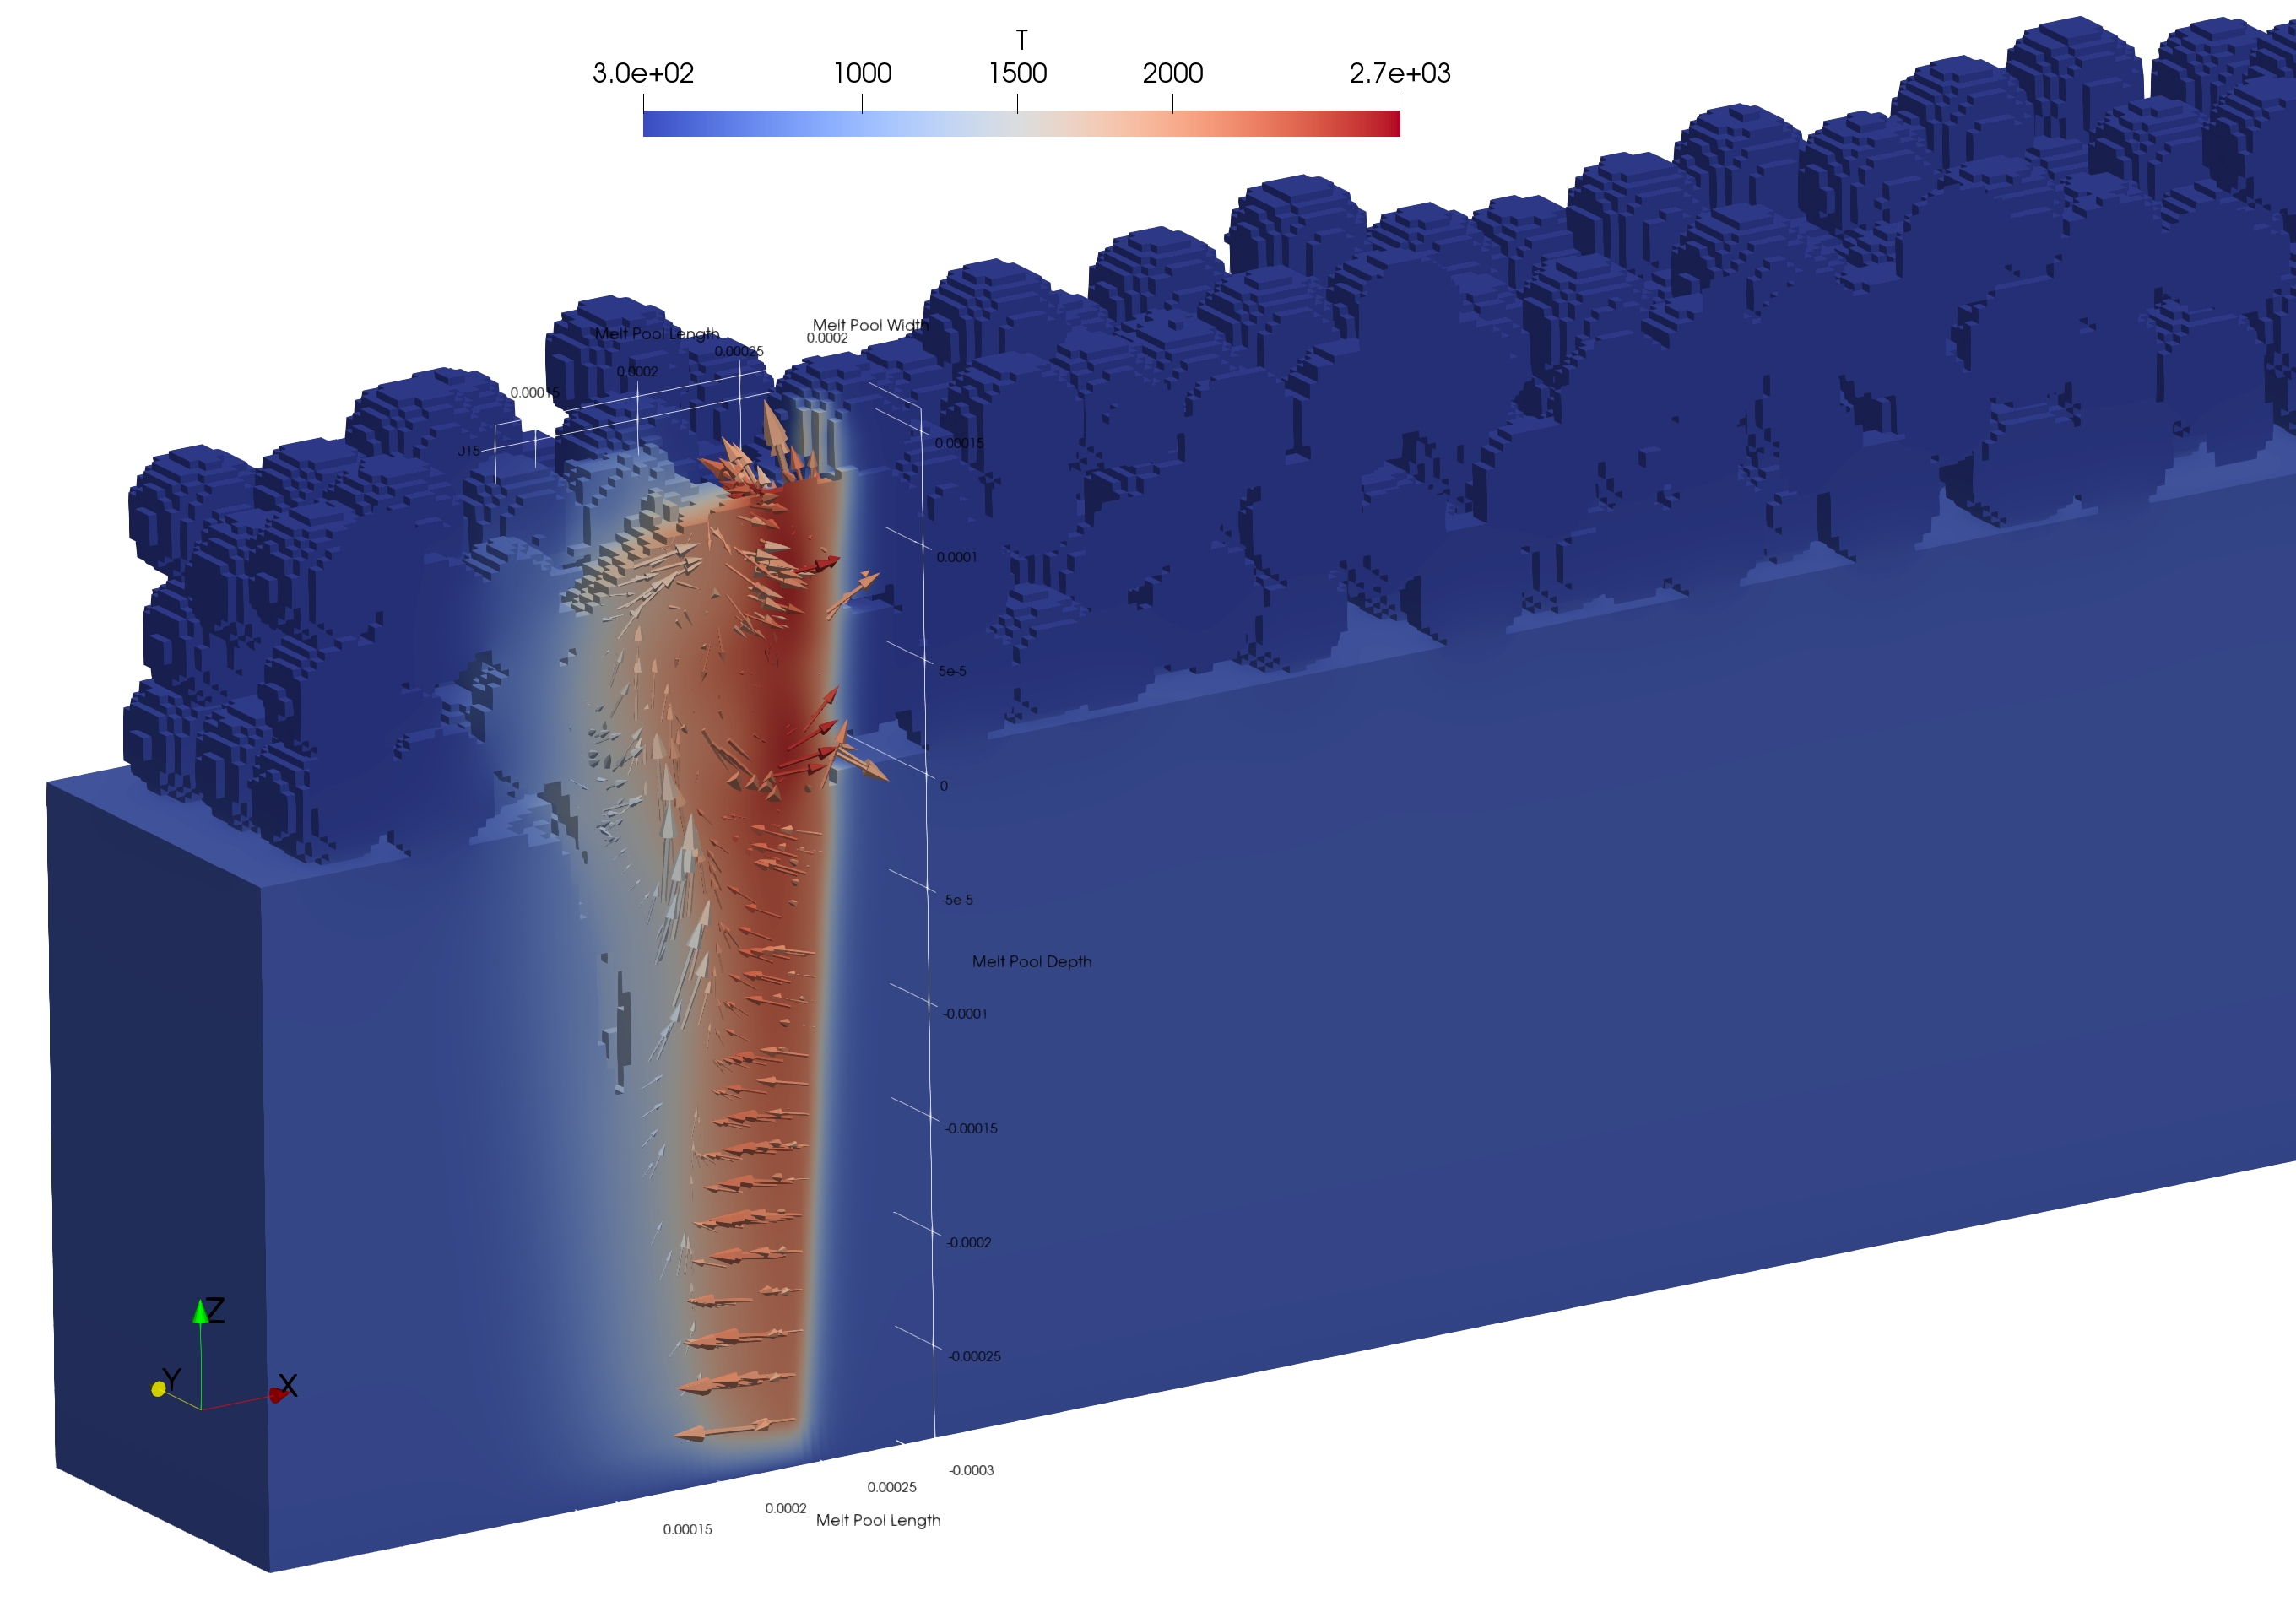 T
3.0e+02 1000 1500 2000 2.7e+03
Melt Pool Length
Melt Pool Width
0.0002
0.00025
0.0002
0.00015
0.00015
0.0001
5e-5
0
-5e-5
Melt Pool Depth
-0.0001
-0.00015
-0.0002
-0.00025
-0.0003
0.00025
0.0002
Melt Pool Length
0.00015
Z
Y
X